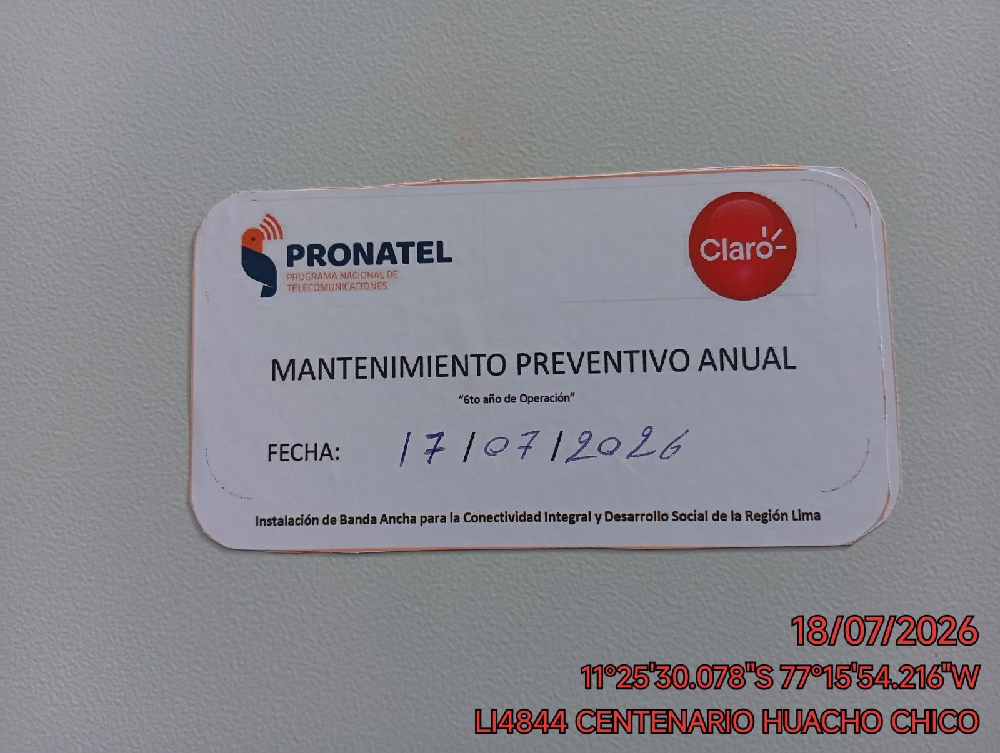 PRONATEL
PROGRAMA NACIONAL DE
TELECOMUNICACIONES
Claro
MANTENIMIENTO PREVENTIVO ANUAL
“6to año de Operación”
FECHA: 17/07/2026
Instalación de Banda Ancha para la Conectividad Integral y Desarrollo Social de la Región Lima
18/07/2026
11°25'30.078"S 77°15'54.216"W
LI4844 CENTENARIO HUACHO CHICO